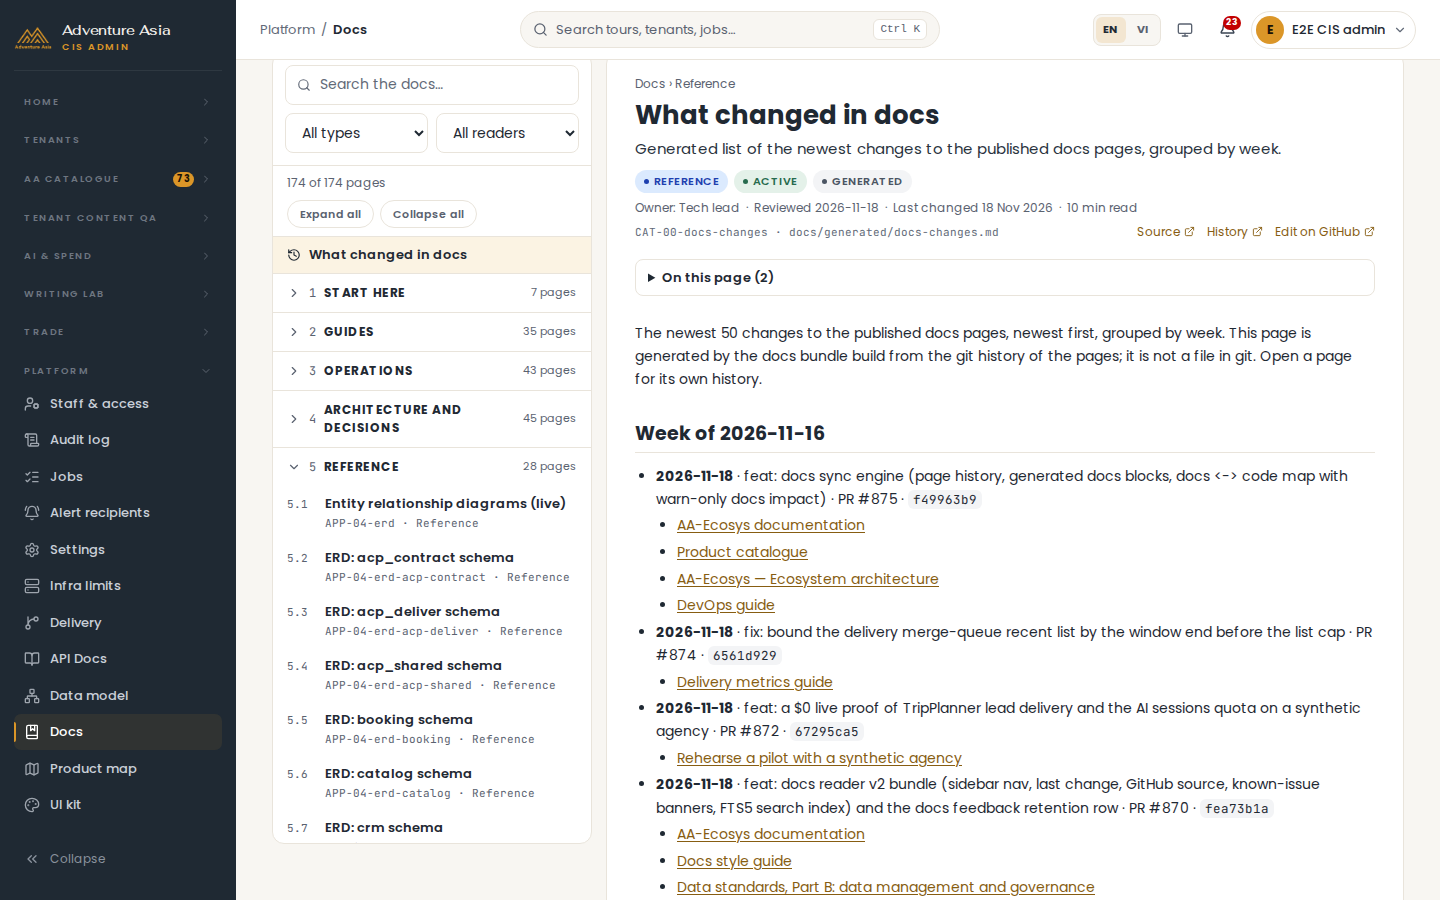 Adventure Asia
Adventure Asia
CIS ADMIN
HOME
TENANTS
AA CATALOGUE 73
TENANT CONTENT QA
AI & SPEND
WRITING LAB
TRADE
PLATFORM
Staff & access
Audit log
Jobs
Alert recipients
Settings
Infra limits
Delivery
API Docs
Data model
Docs
Product map
UI kit
Collapse
Platform / Docs
Search tours, tenants, jobs...
Ctrl K
EN VI
23
E E2E CIS admin
Search the docs...
All types
All readers
174 of 174 pages
Expand all
Collapse all
What changed in docs
1 START HERE 7 pages
2 GUIDES 35 pages
3 OPERATIONS 43 pages
4 ARCHITECTURE AND
DECISIONS 45 pages
5 REFERENCE 28 pages
5.1 Entity relationship diagrams (live)
APP-04-erd · Reference
5.2 ERD: acp_contract schema
APP-04-erd-acp-contract · Reference
5.3 ERD: acp_deliver schema
APP-04-erd-acp-deliver · Reference
5.4 ERD: acp_shared schema
APP-04-erd-acp-shared · Reference
5.5 ERD: booking schema
APP-04-erd-booking · Reference
5.6 ERD: catalog schema
APP-04-erd-catalog · Reference
5.7 ERD: crm schema
Docs › Reference
What changed in docs
Generated list of the newest changes to the published docs pages, grouped by week.
REFERENCE
ACTIVE
GENERATED
Owner: Tech lead · Reviewed 2026-11-18 · Last changed 18 Nov 2026 · 10 min read
CAT-00-docs-changes · docs/generated/docs-changes.md
Source
History
Edit on GitHub
On this page (2)
The newest 50 changes to the published docs pages, newest first, grouped by week. This page is
generated by the docs bundle build from the git history of the pages; it is not a file in git. Open a page
for its own history.
Week of 2026-11-16
2026-11-18 · feat: docs sync engine (page history, generated docs blocks, docs <-> code map with
warn-only docs impact) · PR #875 · f49963b9
AA-Ecosys documentation
Product catalogue
AA-Ecosys — Ecosystem architecture
DevOps guide
2026-11-18 · fix: bound the delivery merge-queue recent list by the window end before the list cap · PR
#874 · 6561d929
Delivery metrics guide
2026-11-18 · feat: a $0 live proof of TripPlanner lead delivery and the AI sessions quota on a synthetic
agency · PR #872 · 67295ca5
Rehearse a pilot with a synthetic agency
2026-11-18 · feat: docs reader v2 bundle (sidebar nav, last change, GitHub source, known-issue
banners, FTS5 search index) and the docs feedback retention row · PR #870 · fea73b1a
AA-Ecosys documentation
Docs style guide
Data standards, Part B: data management and governance